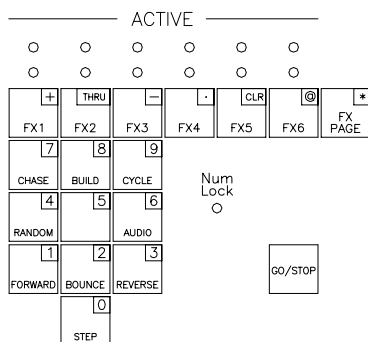 ACTIVE
+ THRU − · CLR @ *
FX1 FX2 FX3 FX4 FX5 FX6 FX PAGE
7 8 9
CHASE BUILD CYCLE
Num
Lock
4 5 6
RANDOM AUDIO
1 2 3
FORWARD BOUNCE REVERSE
GO/STOP
0
STEP